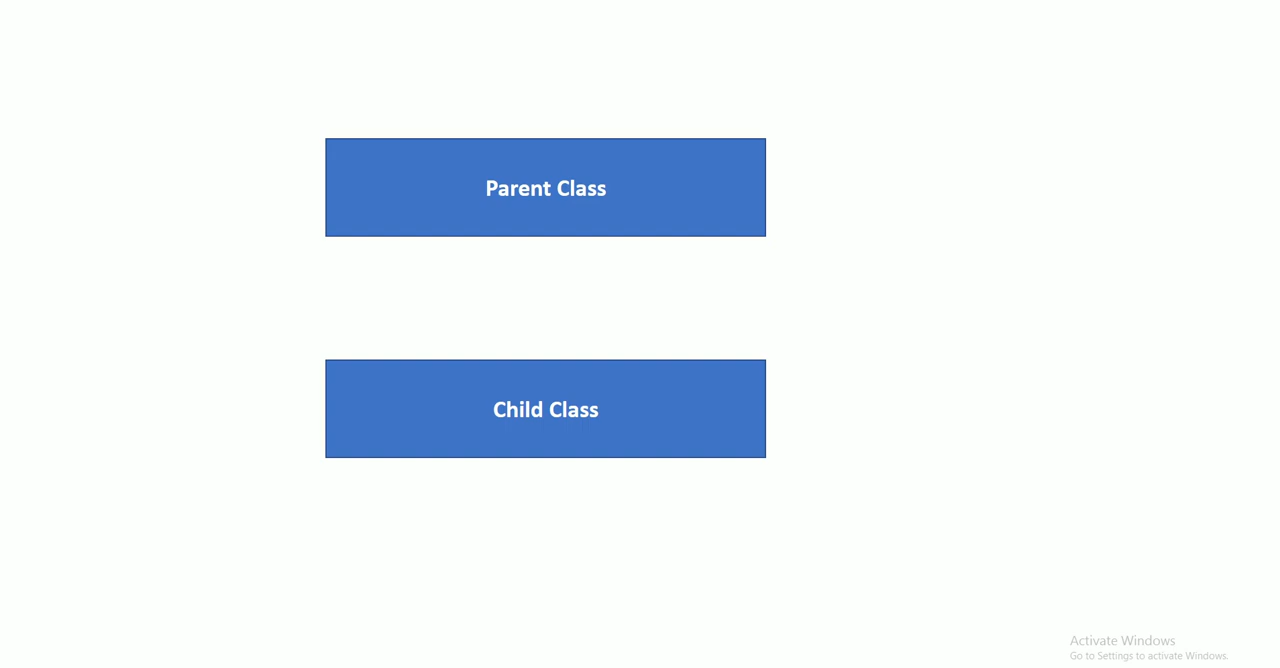 Parent Class
Child Class
Activate Windows
Go to Settings to activate Windows.